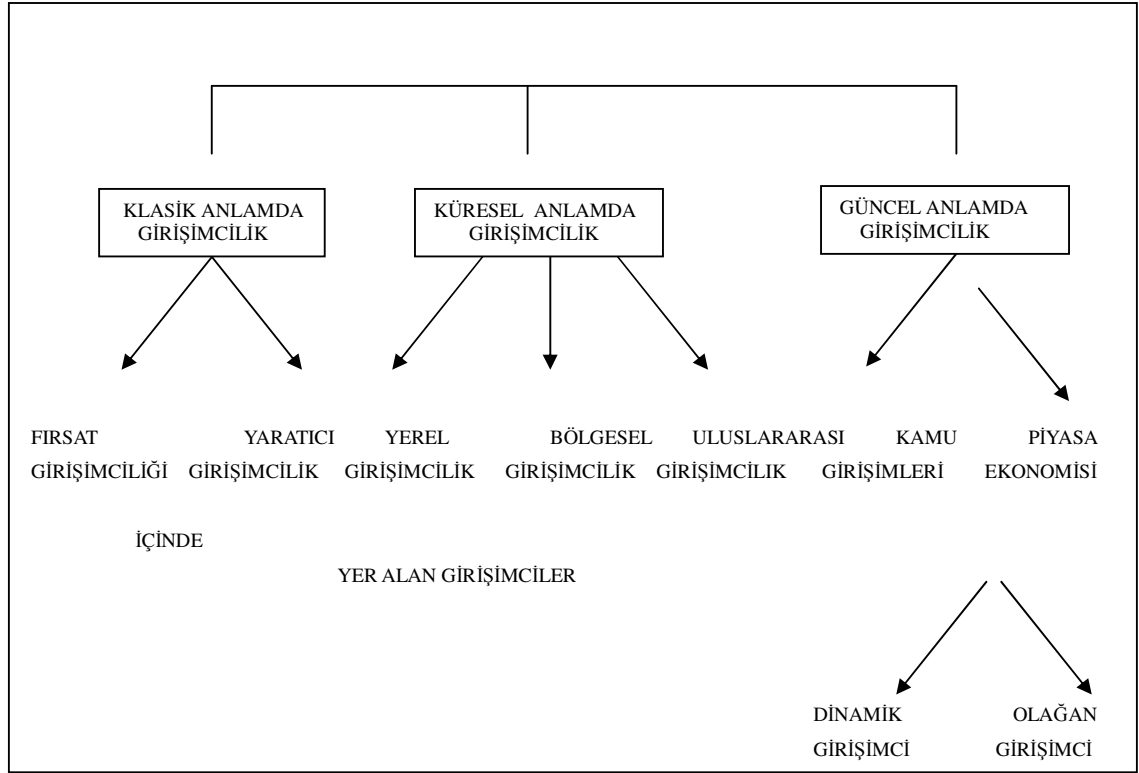 KLASİK ANLAMDA
GİRİŞİMCİLİK
KÜRESEL ANLAMDA
GİRİŞİMCİLİK
GÜNCEL ANLAMDA
GİRİŞİMCİLİK
FIRSAT YARATICI YEREL BÖLGESEL ULUSLARARASI KAMU PİYASA
GİRİŞİMCİLİĞİ GİRİŞİMCİLİK GİRİŞİMCİLİK GİRİŞİMCİLİK GİRİŞİMCİLIK GİRİŞİMLERİ EKONOMİSİ
İÇİNDE
YER ALAN GİRİŞİMCİLER
DİNAMİK OLAĞAN
GİRİŞİMCİ GİRİŞİMCİ